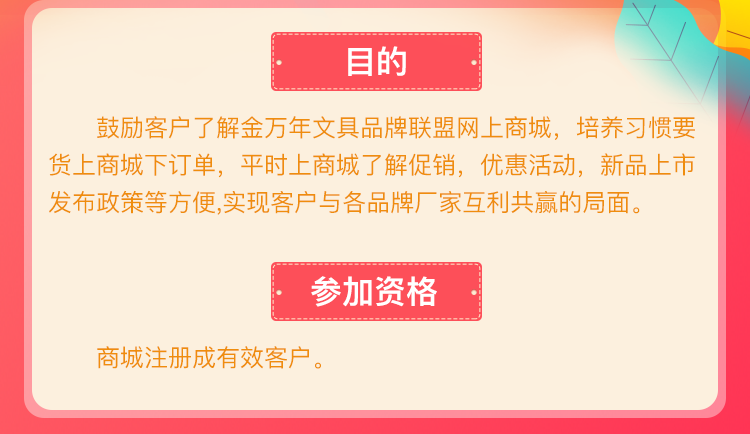 目的
鼓励客户了解金万年文具品牌联盟网上商城，培养习惯要
货上商城下订单，平时上商城了解促销，优惠活动，新品上市
发布政策等方便,实现客户与各品牌厂家互利共赢的局面。
参加资格
商城注册成有效客户。